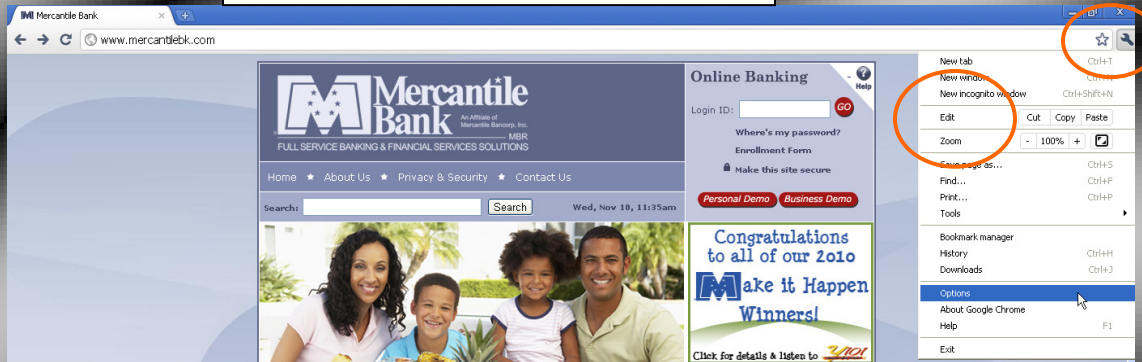 Mercantile Bank
www.mercantilebk.com
New tab Ctrl+T
New window Ctrl+N
New incognito window Ctrl+Shift+N
Edit Cut Copy Paste
Zoom - 100% +
Save page as... Ctrl+S
Find... Ctrl+F
Print... Ctrl+P
Tools
Bookmark manager
History Ctrl+H
Downloads Ctrl+J
Options
About Google Chrome
Help F1
Exit
Mercantile
Bank
An Affiliate of
Mercantile Bancorp, Inc.
MBR
FULL SERVICE BANKING & FINANCIAL SERVICES SOLUTIONS
Home ★ About Us ★ Privacy & Security ★ Contact Us
Search: Search Wed, Nov 10, 11:35am
Online Banking - ? Help
Login ID: GO
Where's my password?
Enrollment Form
Make this site secure
Personal Demo Business Demo
Congratulations
to all of our 2010
Make it Happen
Winners!
Click for details & listen to Y101